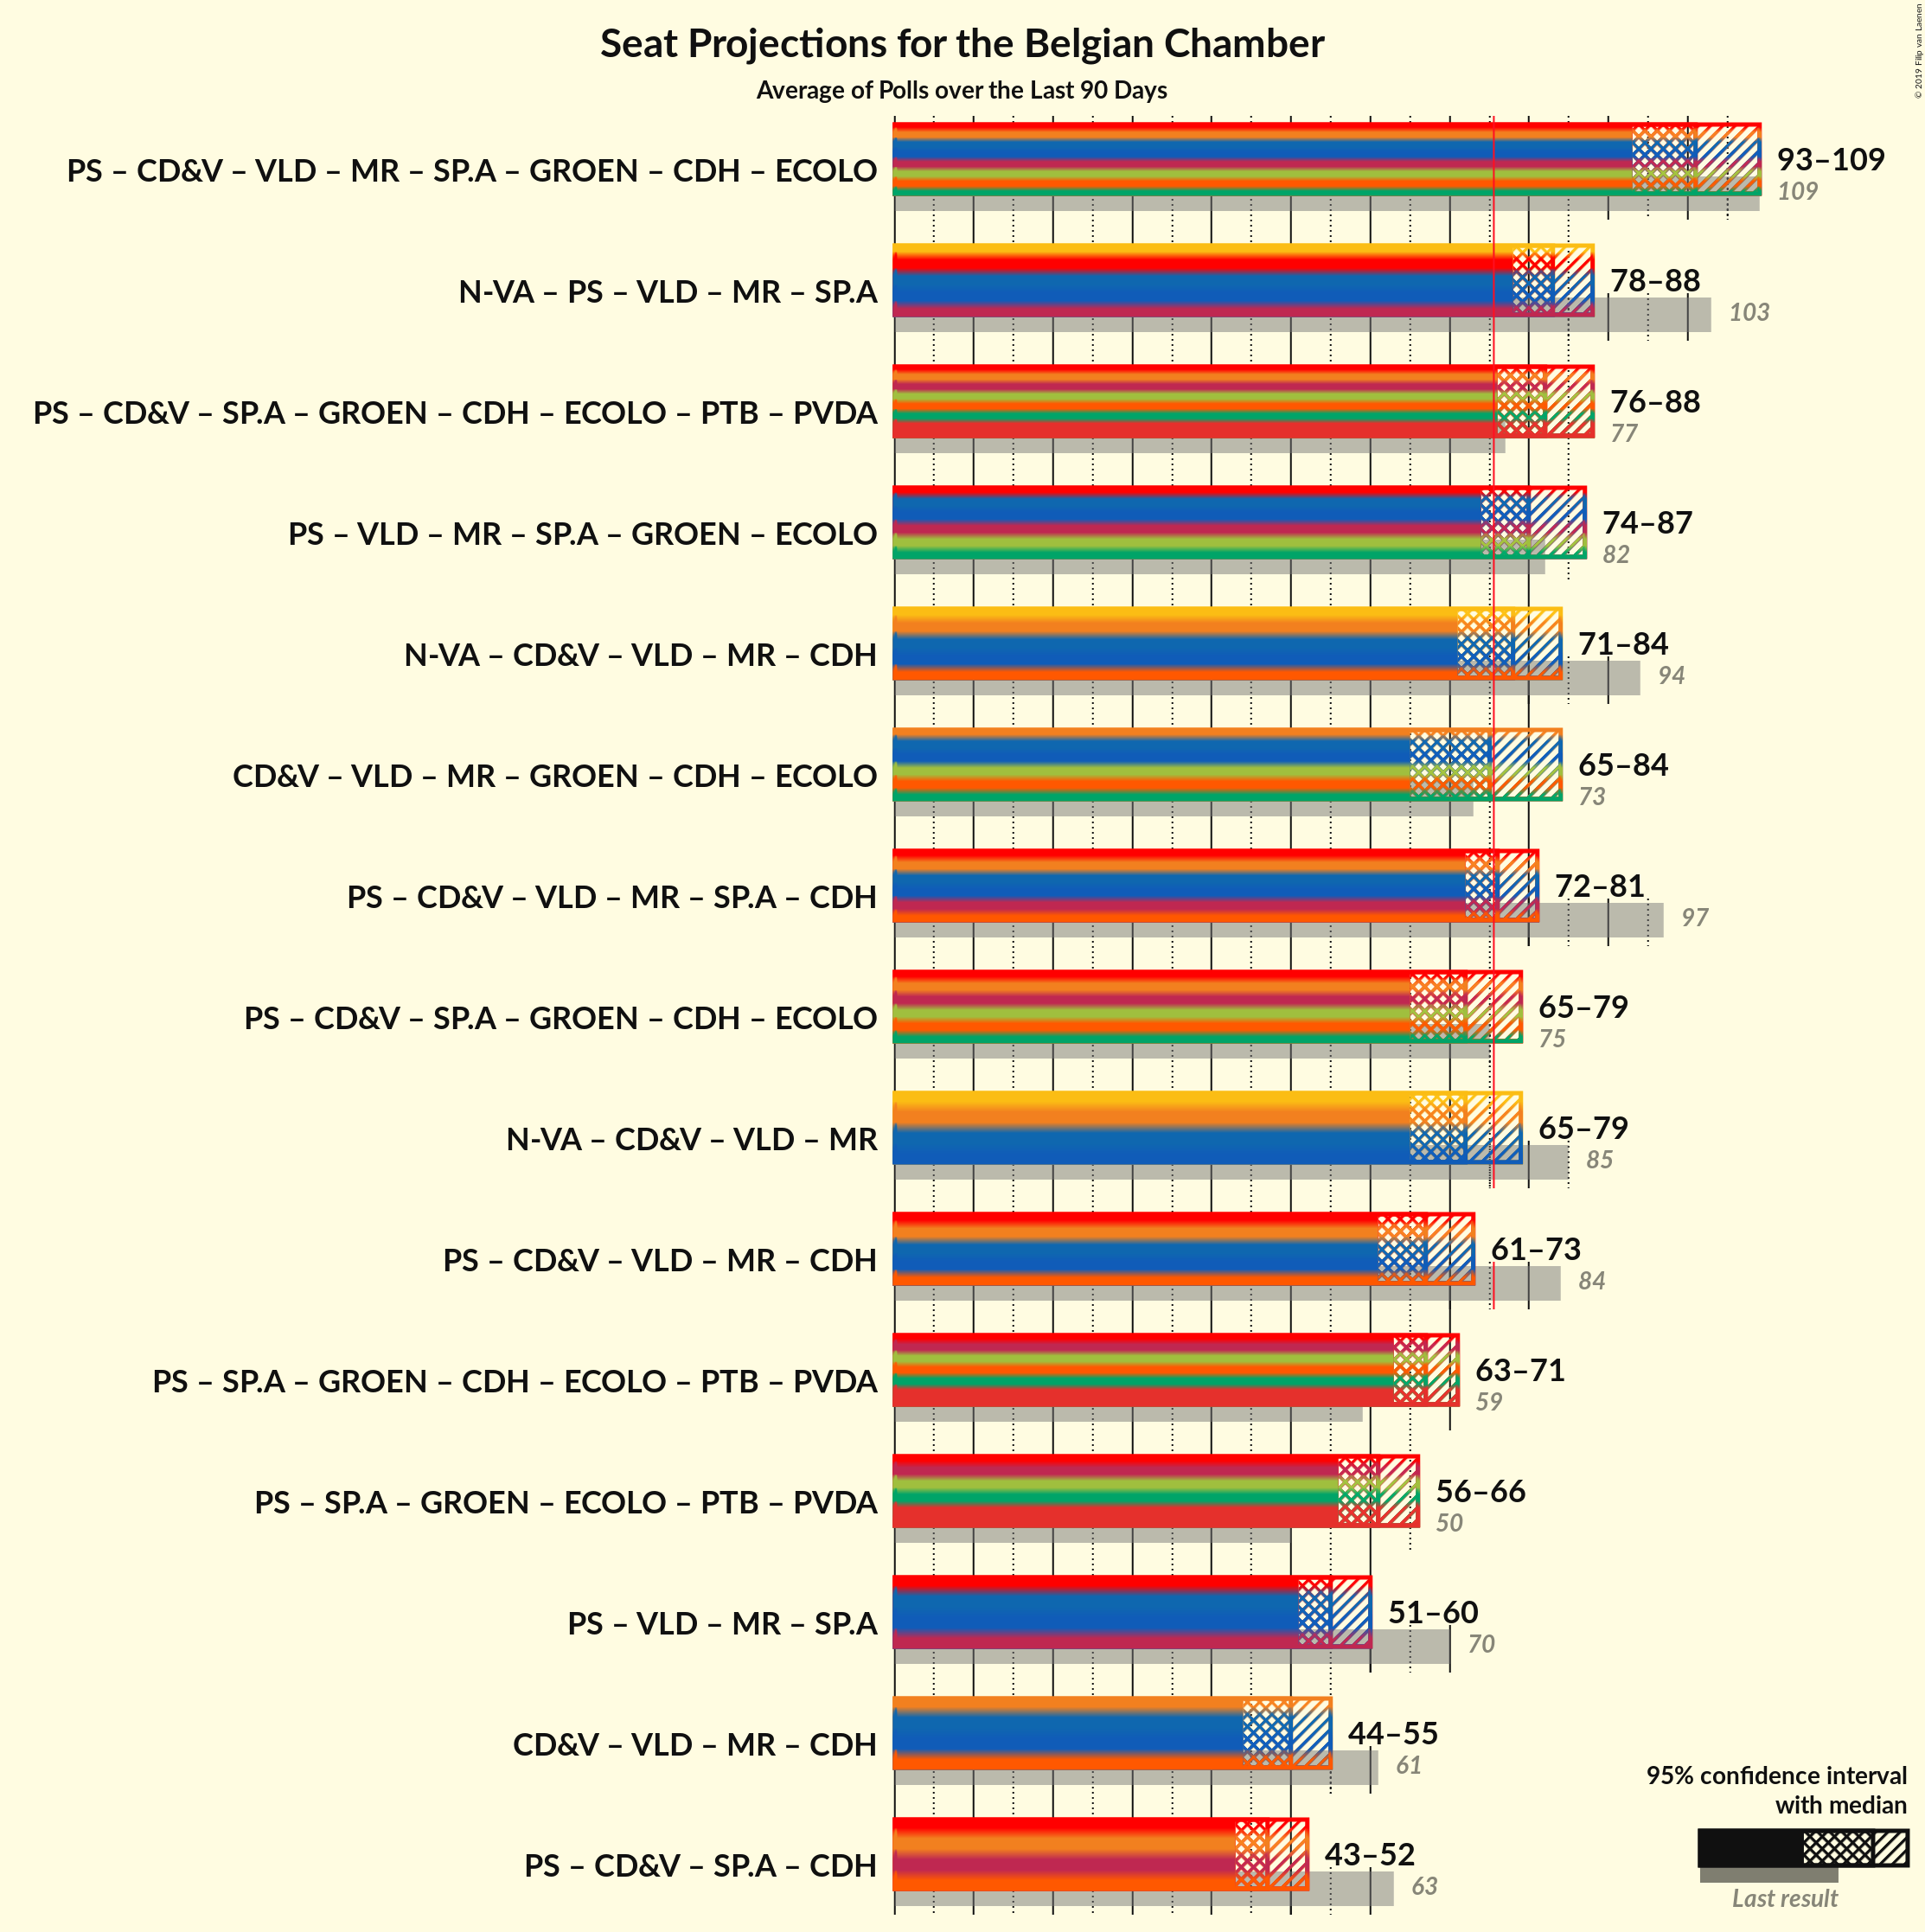 © 2019 Filip van Laenen
Seat Projections for the Belgian Chamber
Average of Polls over the Last 90 Days
PS – CD&V – VLD – MR – SP.A – GROEN – CDH – ECOLO
93–109
109
N-VA – PS – VLD – MR – SP.A
78–88
103
PS – CD&V – SP.A – GROEN – CDH – ECOLO – PTB – PVDA
76–88
77
PS – VLD – MR – SP.A – GROEN – ECOLO
74–87
82
N-VA – CD&V – VLD – MR – CDH
71–84
94
CD&V – VLD – MR – GROEN – CDH – ECOLO
65–84
73
PS – CD&V – VLD – MR – SP.A – CDH
72–81
97
PS – CD&V – SP.A – GROEN – CDH – ECOLO
65–79
75
N-VA – CD&V – VLD – MR
65–79
85
PS – CD&V – VLD – MR – CDH
61–73
84
PS – SP.A – GROEN – CDH – ECOLO – PTB – PVDA
63–71
59
PS – SP.A – GROEN – ECOLO – PTB – PVDA
56–66
50
PS – VLD – MR – SP.A
51–60
70
CD&V – VLD – MR – CDH
44–55
61
PS – CD&V – SP.A – CDH
43–52
63
95% confidence interval
with median
Last result